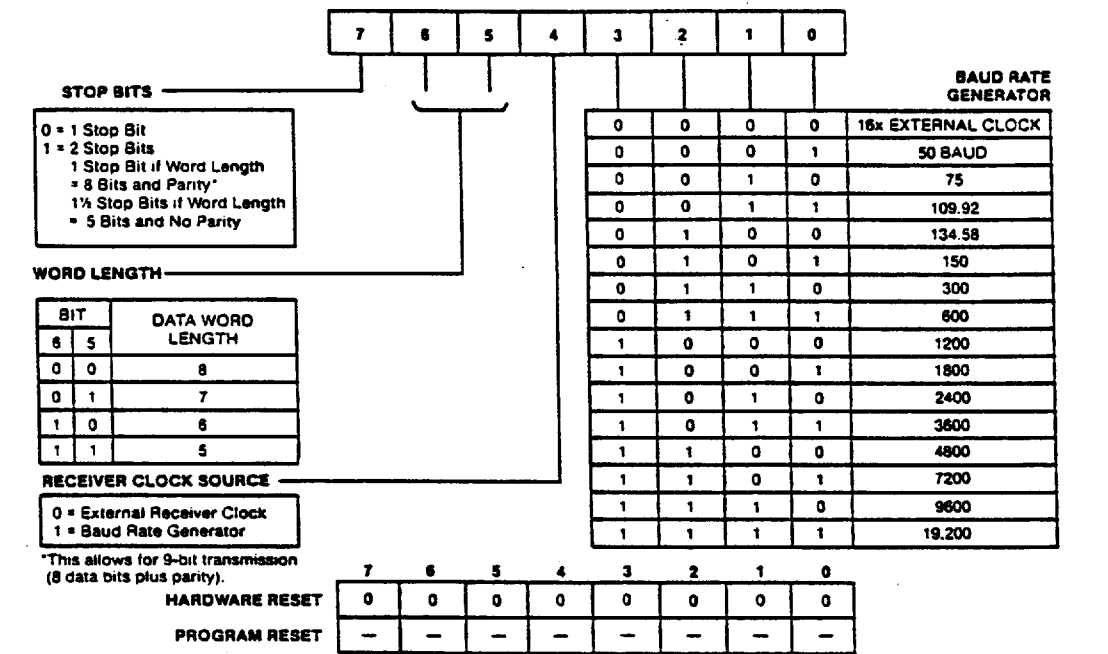 7 6 5 4 3 2 1 0
STOP BITS
0 = 1 Stop Bit
1 = 2 Stop Bits
1 Stop Bit if Word Length
= 8 Bits and Parity*
1½ Stop Bits if Word Length
= 5 Bits and No Parity
WORD LENGTH
BIT DATA WORD LENGTH
6 5
0 0 8
0 1 7
1 0 6
1 1 5
RECEIVER CLOCK SOURCE
0 = External Receiver Clock
1 = Baud Rate Generator
*This allows for 9-bit transmission
(8 data bits plus parity).
BAUD RATE
GENERATOR
0 0 0 0 16x EXTERNAL CLOCK
0 0 0 1 50 BAUD
0 0 1 0 75
0 0 1 1 109.92
0 1 0 0 134.58
0 1 0 1 150
0 1 1 0 300
0 1 1 1 600
1 0 0 0 1200
1 0 0 1 1800
1 0 1 0 2400
1 0 1 1 3600
1 1 0 0 4800
1 1 0 1 7200
1 1 1 0 9600
1 1 1 1 19,200
7 6 5 4 3 2 1 0
HARDWARE RESET 0 0 0 0 0 0 0 0
PROGRAM RESET — — — — — — — —